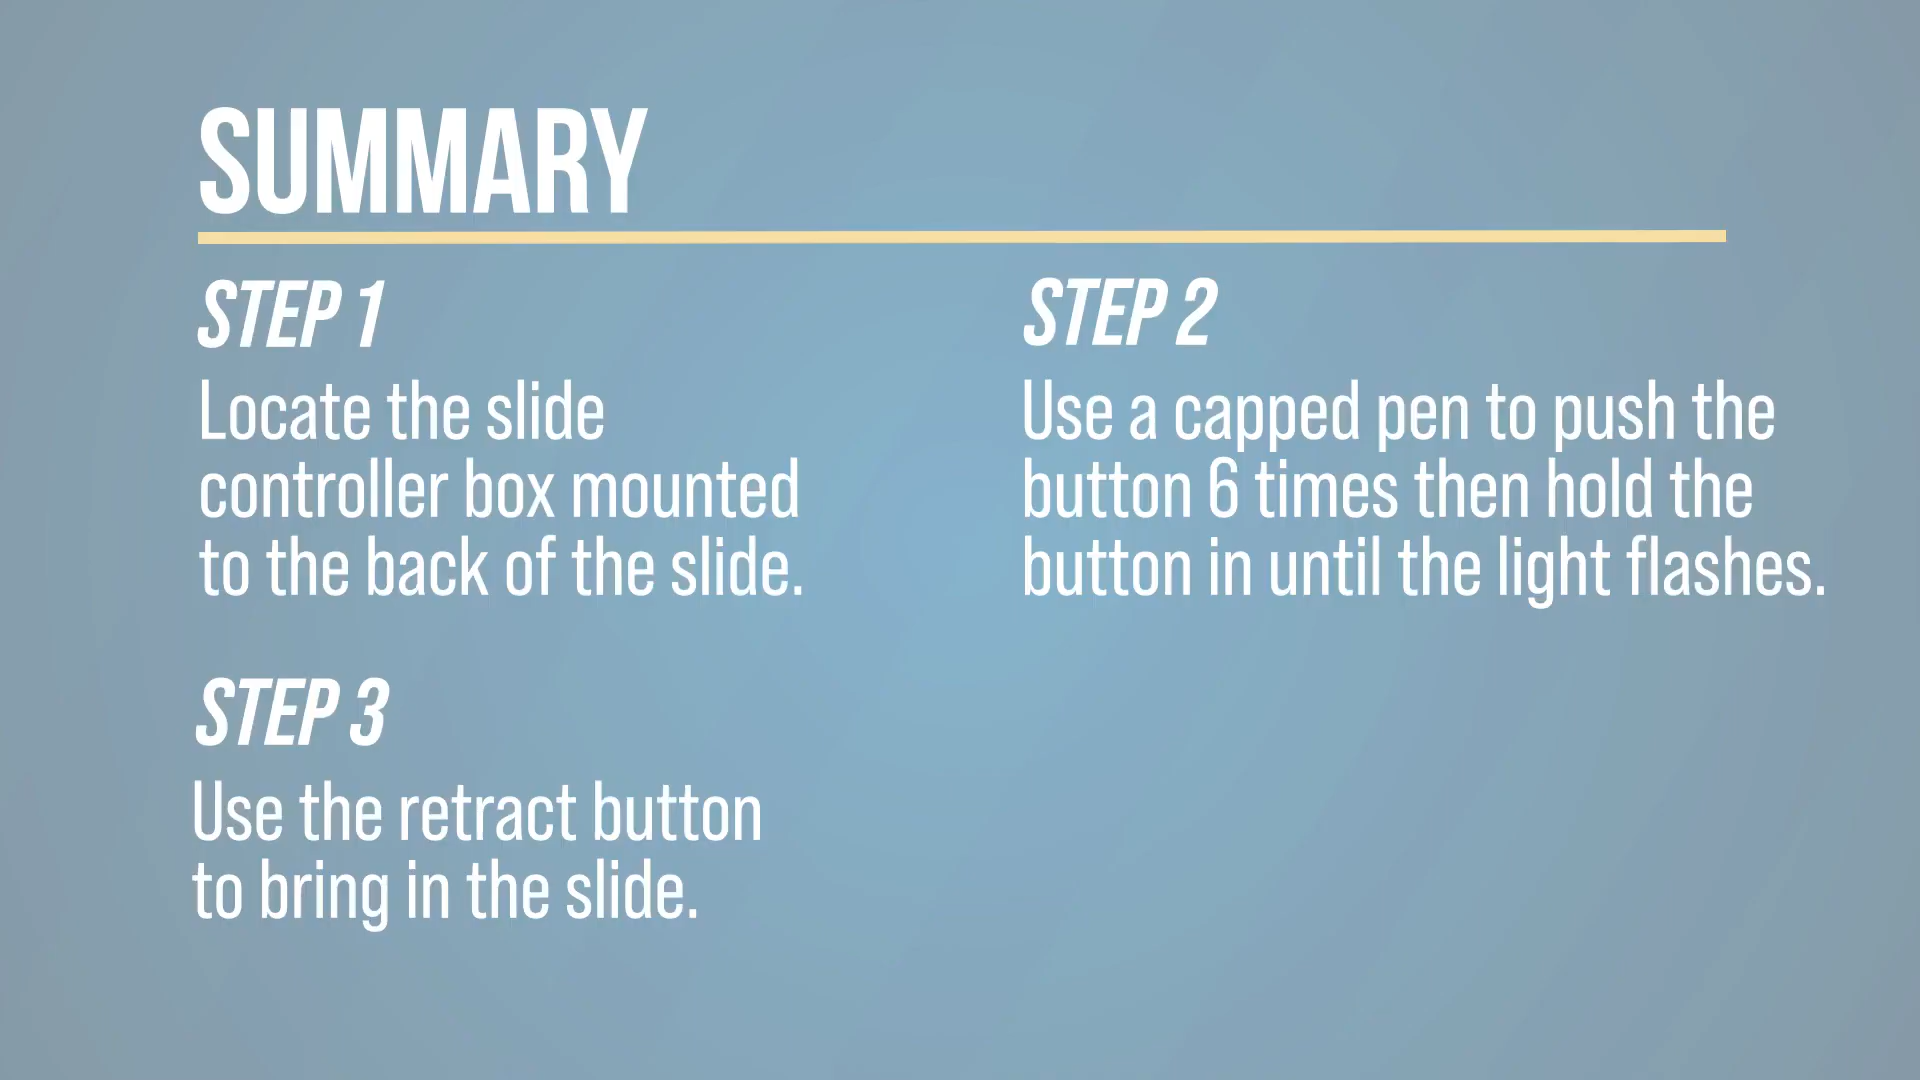 SUMMARY
STEP 1
Locate the slide
controller box mounted
to the back of the slide.
STEP 2
Use a capped pen to push the
button 6 times then hold the
button in until the light flashes.
STEP 3
Use the retract button
to bring in the slide.